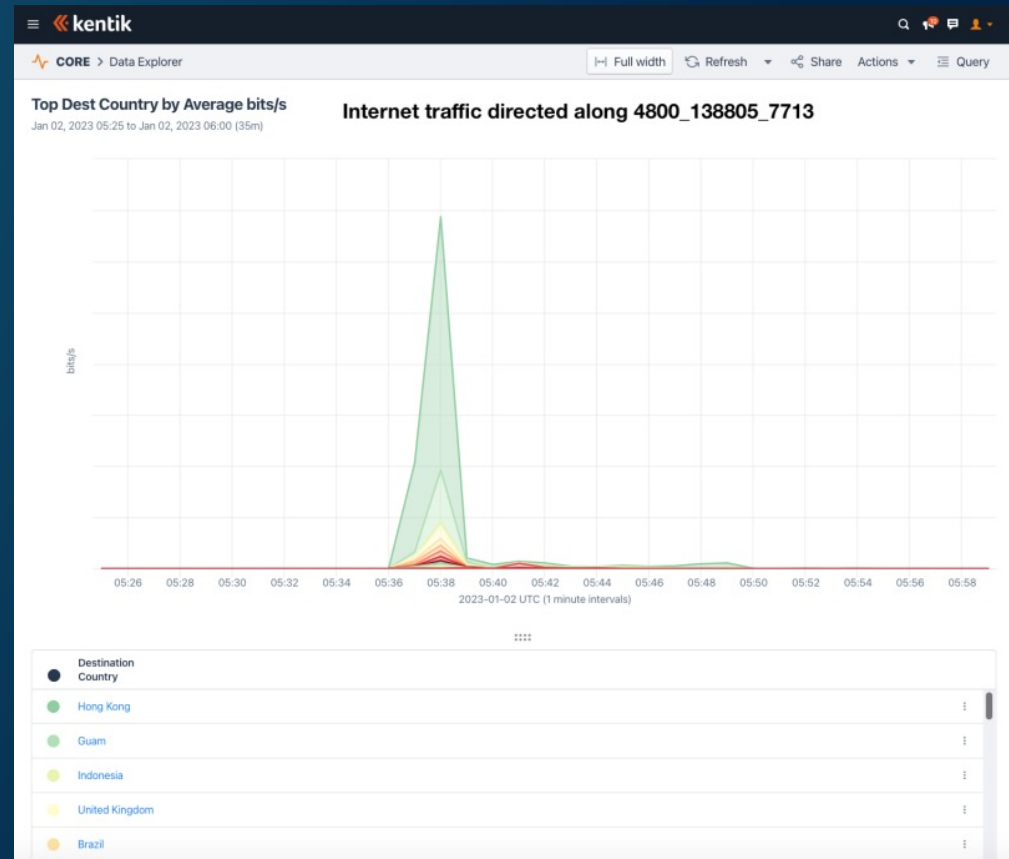 kentik
CORE > Data Explorer
Full width
Refresh
Share
Actions
Query
Top Dest Country by Average bits/s
Jan 02, 2023 05:25 to Jan 02, 2023 06:00 (35m)
Internet traffic directed along 4800_138805_7713
bits/s
05:26 05:28 05:30 05:32 05:34 05:36 05:38 05:40 05:42 05:44 05:46 05:48 05:50 05:52 05:54 05:56 05:58
2023-01-02 UTC (1 minute intervals)
Destination
Country
Hong Kong
Guam
Indonesia
United Kingdom
Brazil